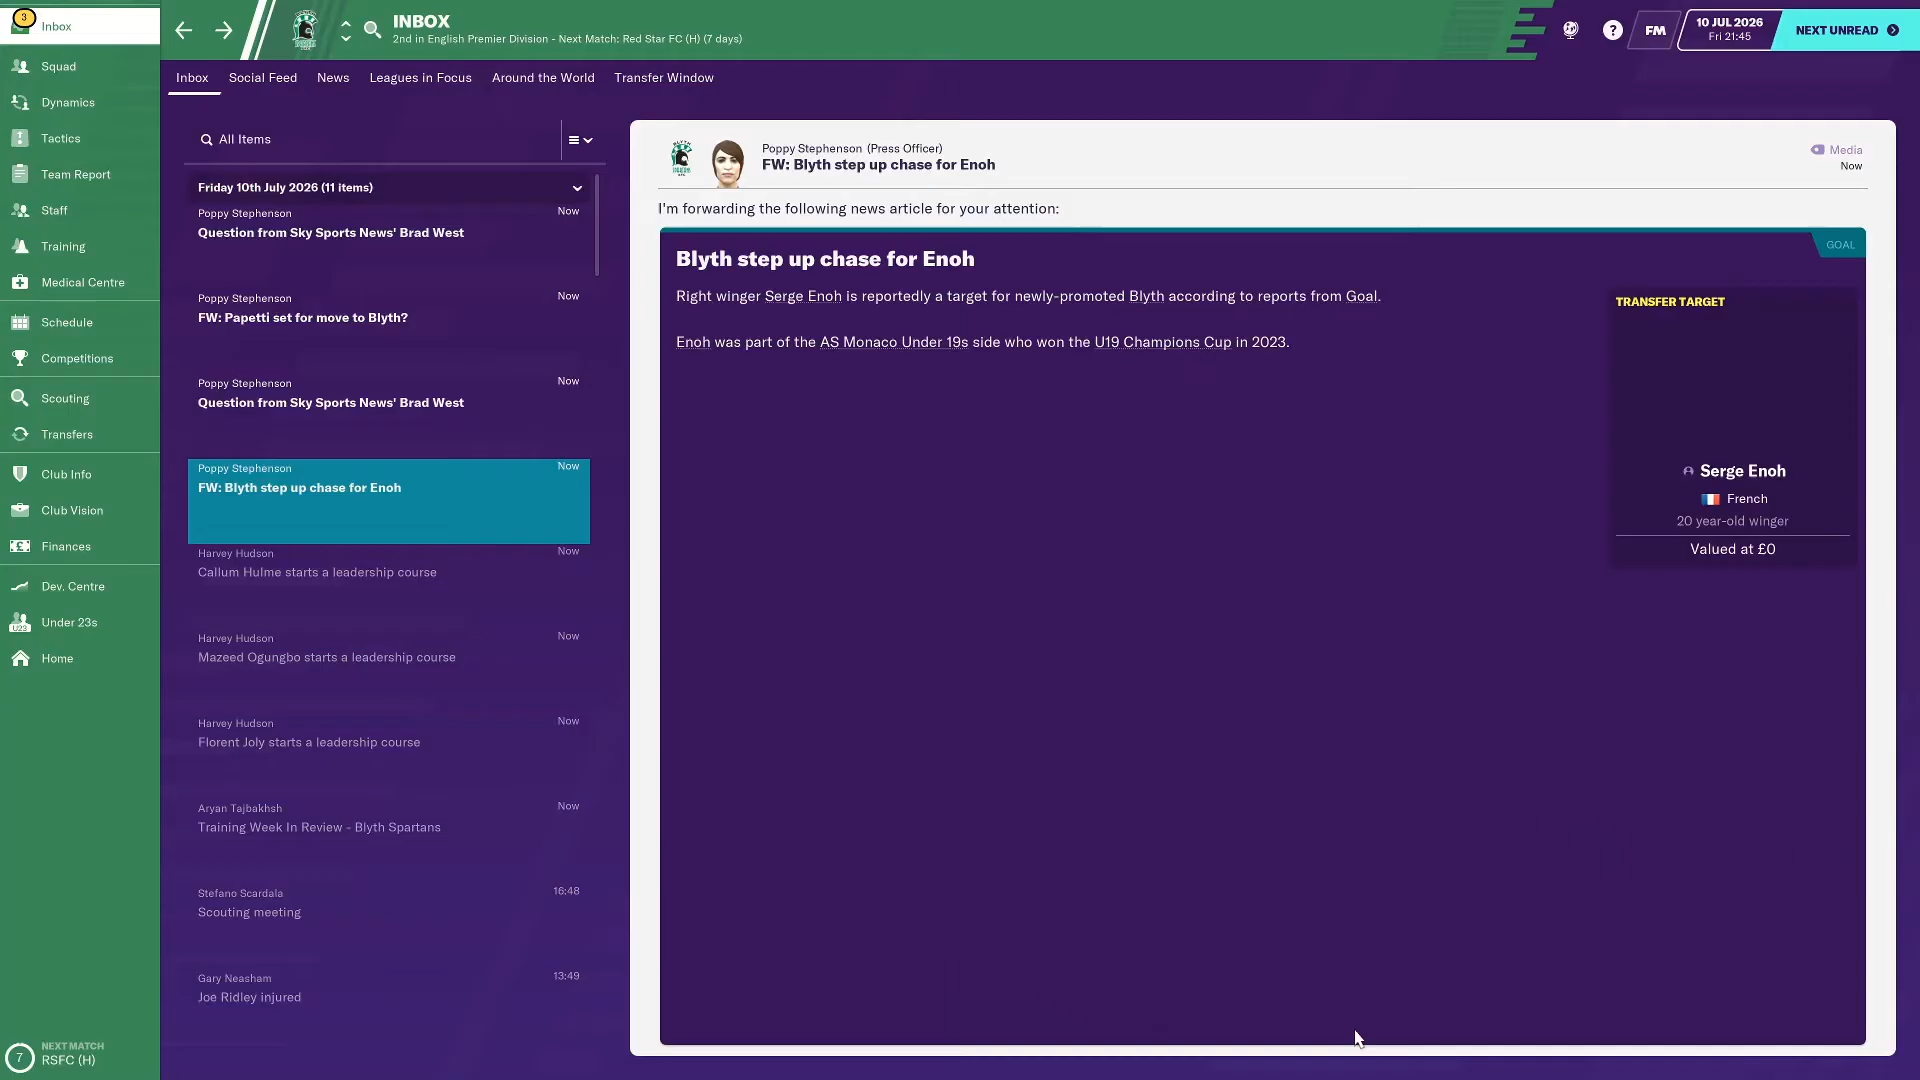 3
Inbox
Squad
Dynamics
Tactics
Team Report
Staff
Training
Medical Centre
Schedule
Competitions
Scouting
Transfers
Club Info
Club Vision
Finances
Dev. Centre
U23
Under 23s
Home
7
NEXT MATCH
RSFC (H)
INBOX
2nd in English Premier Division - Next Match: Red Star FC (H) (7 days)
?
FM
10 JUL 2026
Fri 21:45
NEXT UNREAD
Inbox
Social Feed
News
Leagues in Focus
Around the World
Transfer Window
All Items
Friday 10th July 2026 (11 items)
Poppy Stephenson
Now
Question from Sky Sports News' Brad West
Poppy Stephenson
Now
FW: Papetti set for move to Blyth?
Poppy Stephenson
Now
Question from Sky Sports News' Brad West
Poppy Stephenson
Now
FW: Blyth step up chase for Enoh
Harvey Hudson
Now
Callum Hulme starts a leadership course
Harvey Hudson
Now
Mazeed Ogungbo starts a leadership course
Harvey Hudson
Now
Florent Joly starts a leadership course
Aryan Tajbakhsh
Now
Training Week In Review - Blyth Spartans
Stefano Scardala
16:48
Scouting meeting
Gary Neasham
13:49
Joe Ridley injured
Poppy Stephenson (Press Officer)
FW: Blyth step up chase for Enoh
Media
Now
I'm forwarding the following news article for your attention:
GOAL
Blyth step up chase for Enoh
Right winger Serge Enoh is reportedly a target for newly-promoted Blyth according to reports from Goal.
Enoh was part of the AS Monaco Under 19s side who won the U19 Champions Cup in 2023.
TRANSFER TARGET
Serge Enoh
French
20 year-old winger
Valued at £0